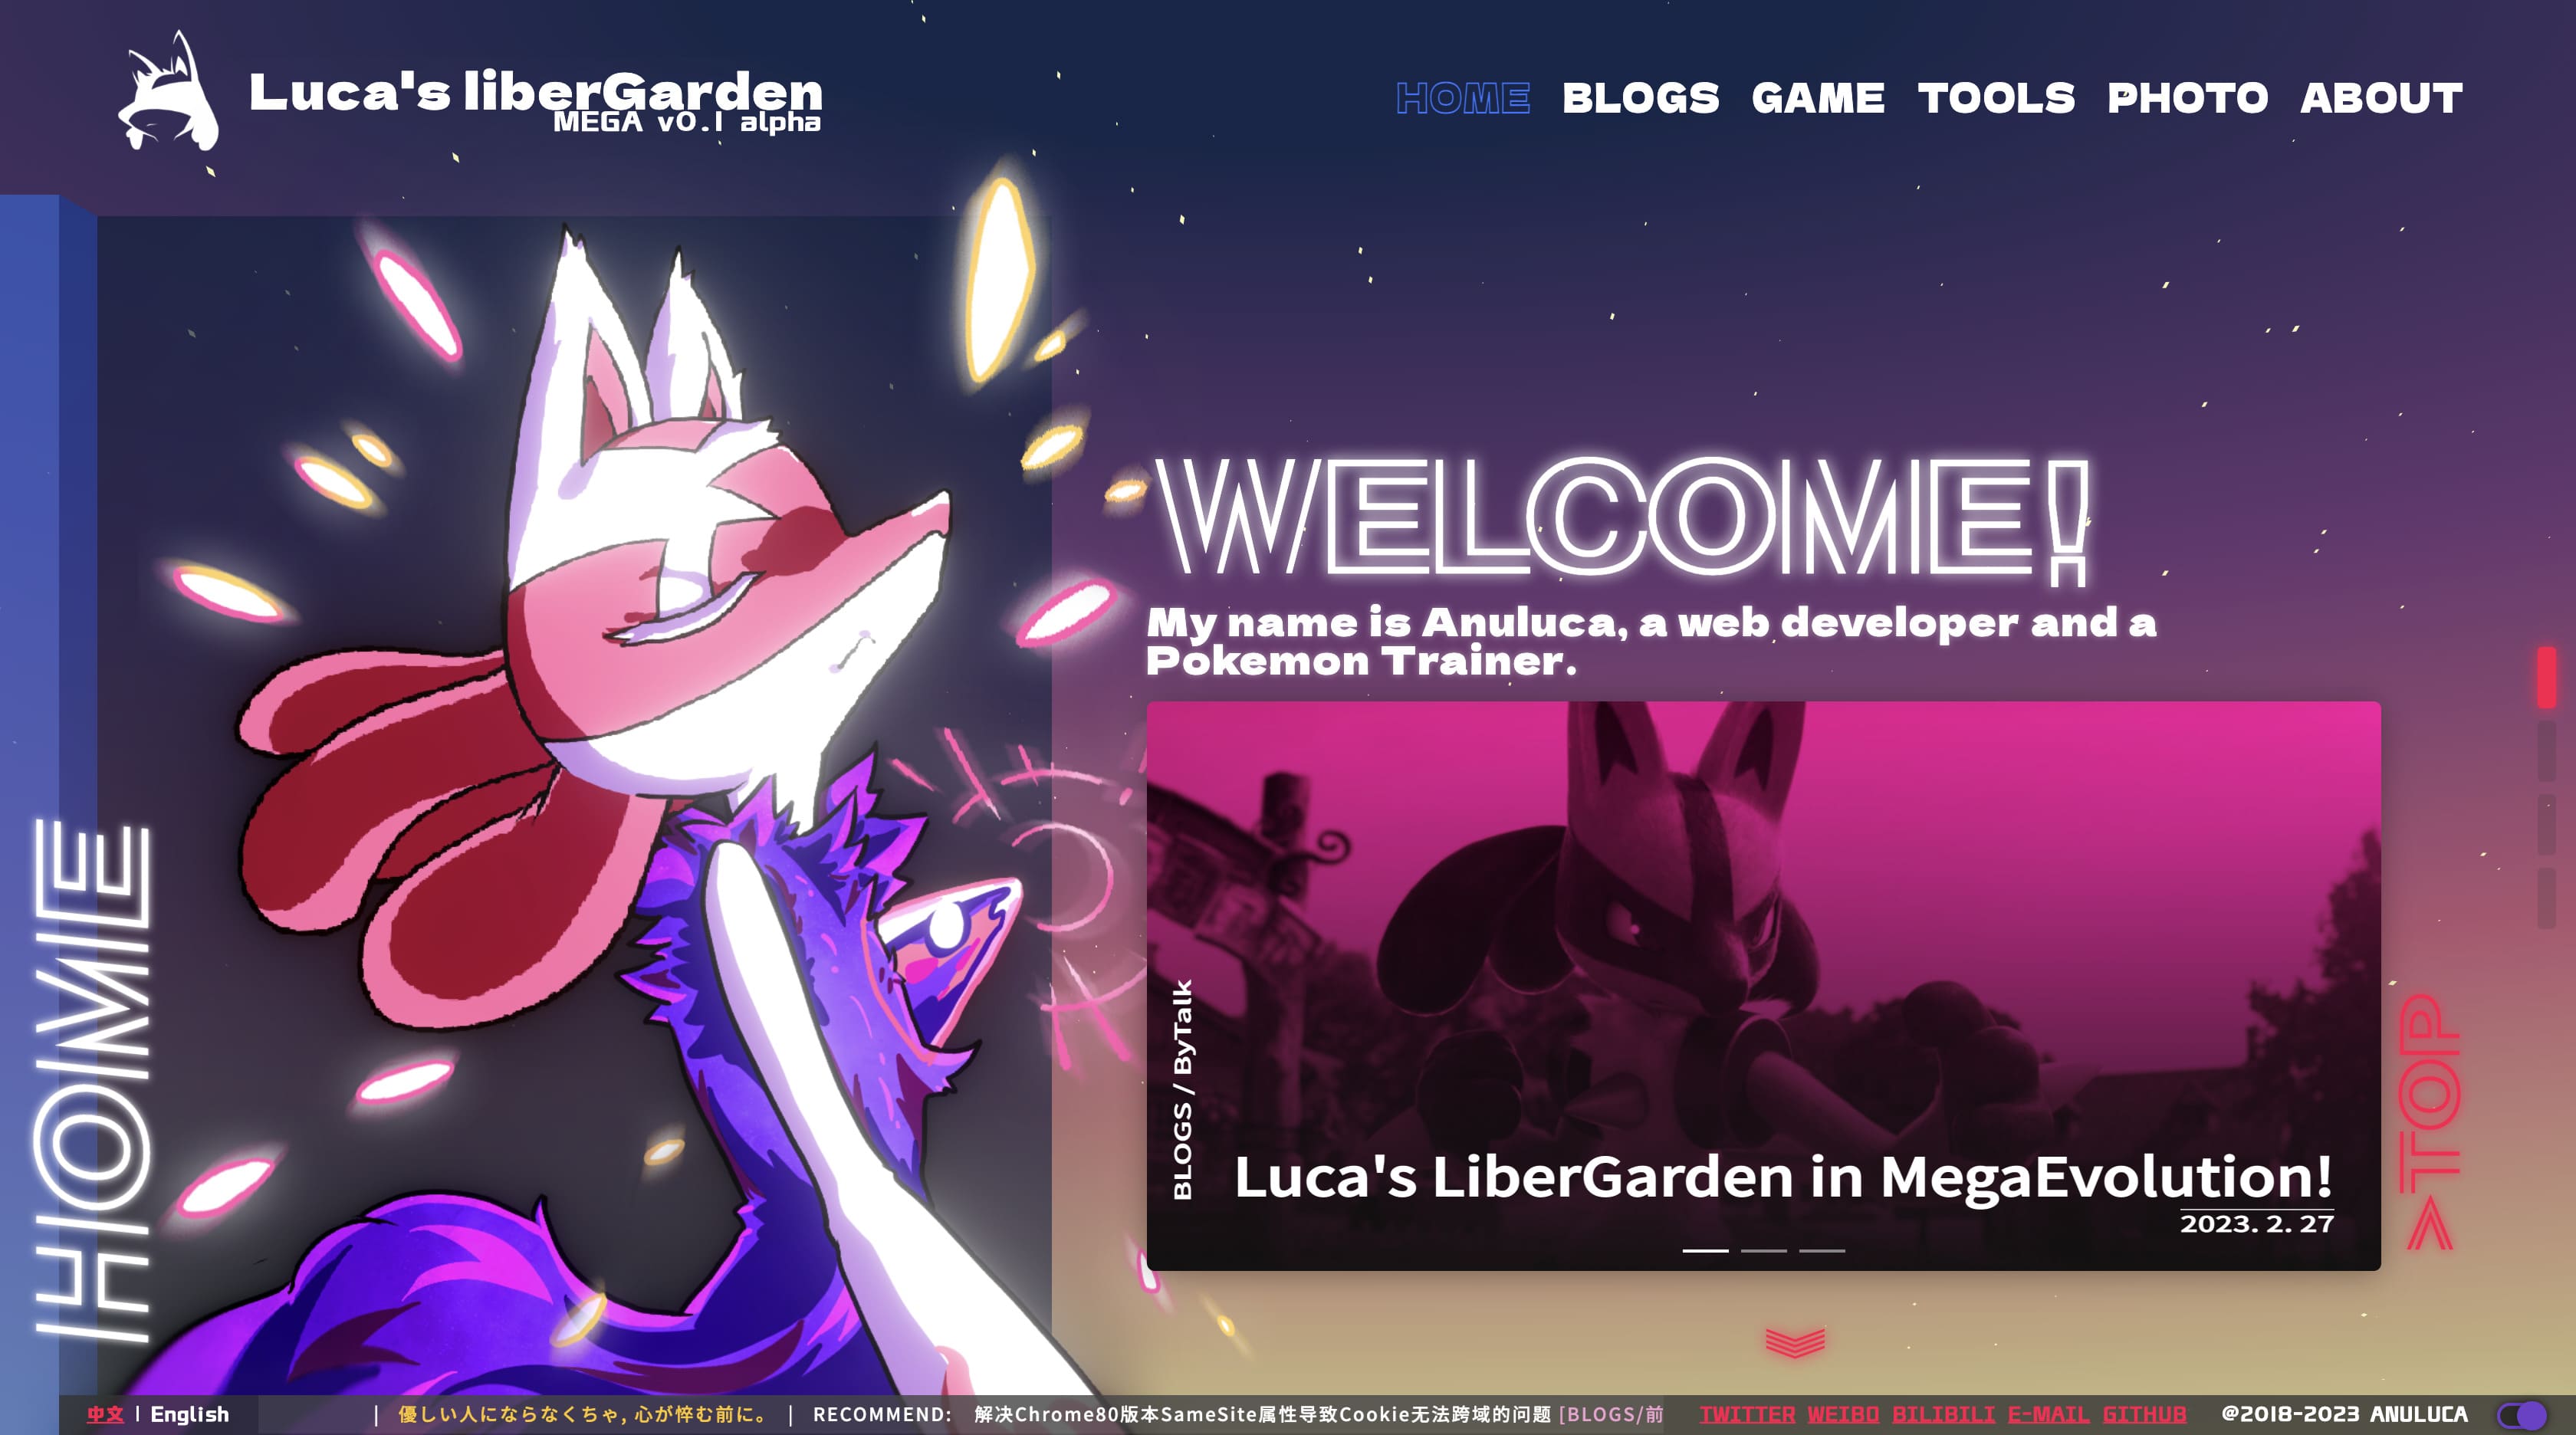 Luca's liberGarden
MEGA v0.1 alpha
HOME BLOGS GAME TOOLS PHOTO ABOUT
HOME
WELCOME!
My name is Anuluca, a web developer and a
Pokemon Trainer.
BLOGS / ByTalk
Luca's LiberGarden in MegaEvolution!
2023. 2. 27
>TOP
中文 | English
| 優しい人にならなくちゃ, 心が悴む前に。 | RECOMMEND: 解决Chrome80版本SameSite属性导致Cookie无法跨域的问题 [BLOGS/前
TWITTER WEIBO BILIBILI E-MAIL GITHUB
@2018-2023 ANULUCA